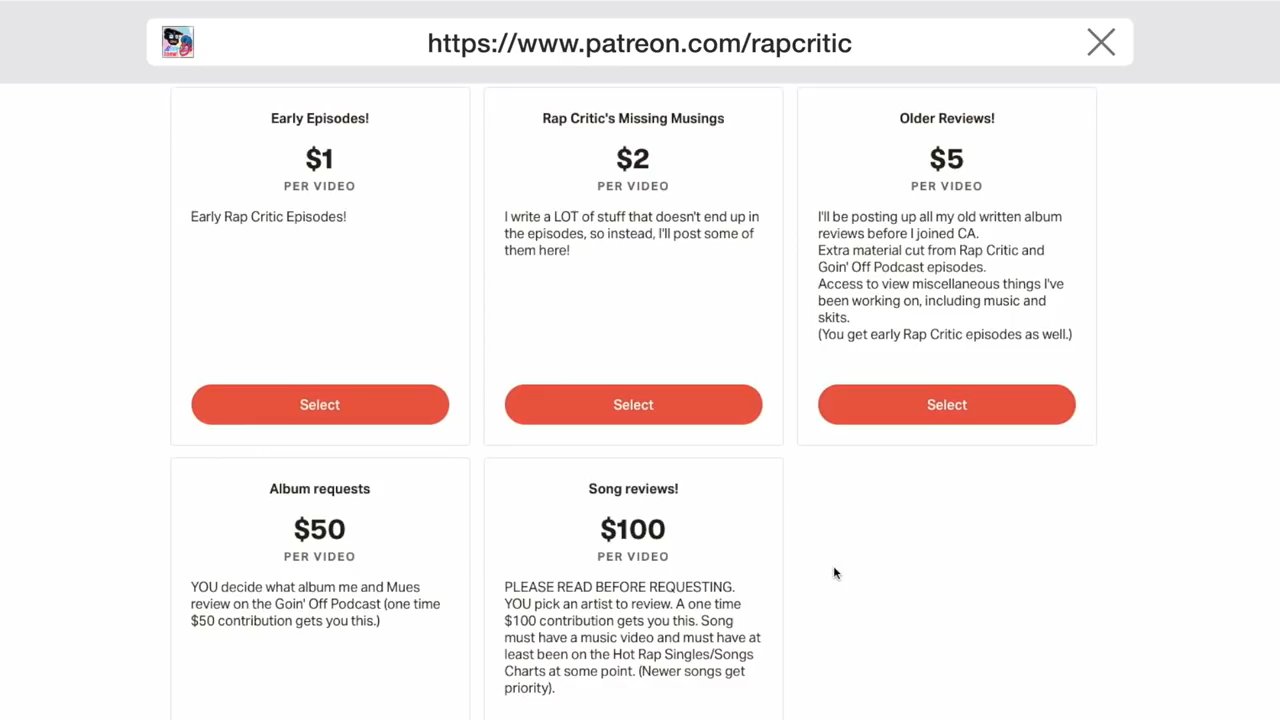 https://www.patreon.com/rapcritic
Early Episodes!
$1
PER VIDEO
Early Rap Critic Episodes!
Select
Rap Critic's Missing Musings
$2
PER VIDEO
I write a LOT of stuff that doesn't end up in
the episodes, so instead, I'll post some of
them here!
Select
Older Reviews!
$5
PER VIDEO
I'll be posting up all my old written album
reviews before I joined CA.
Extra material cut from Rap Critic and
Goin' Off Podcast episodes.
Access to view miscellaneous things I've
been working on, including music and
skits.
(You get early Rap Critic episodes as well.)
Select
Album requests
$50
PER VIDEO
YOU decide what album me and Mues
review on the Goin' Off Podcast (one time
$50 contribution gets you this.)
Song reviews!
$100
PER VIDEO
PLEASE READ BEFORE REQUESTING.
YOU pick an artist to review. A one time
$100 contribution gets you this. Song
must have a music video and must have at
least been on the Hot Rap Singles/Songs
Charts at some point. (Newer songs get
priority).